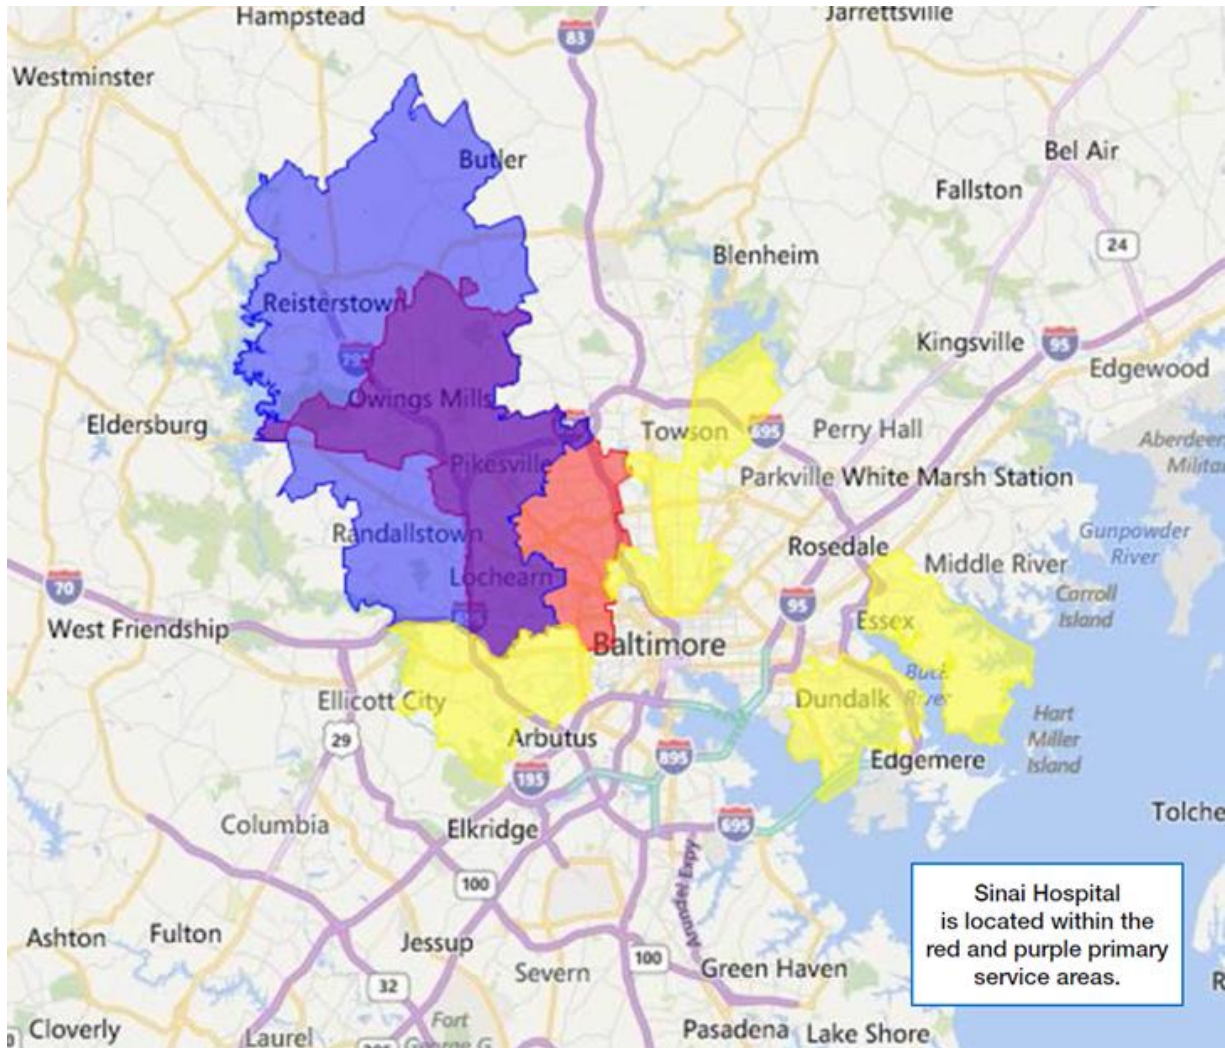 Hampstead
Jarrettsville
83
Westminster
Butler
Bel Air
Fallston
24
Blenheim
Reisterstown
Kingsville
95
Edgewood
Owings Mills
Eldersburg
Towson
695
Perry Hall
Aberdeen
Pikesville
Parkville White Marsh Station
Randallstown
Gunpowder
River
Rosedale
Middle River
Lochearn
70
95
Carroll
Island
West Friendship
Essex
Baltimore
Ellicott City
Dundalk
River
Hart
Miller
Island
29
Arbutus
895
Edgemere
195
Columbia
Elkridge
695
Tolche
Arundel Expy
100
Sinai Hospital
is located within the
red and purple primary
service areas.
Ashton
Fulton
Jessup
Severn
100
Green Haven
32
Cloverly
Laurel
Fort
George G
Pasadena
Lake Shore